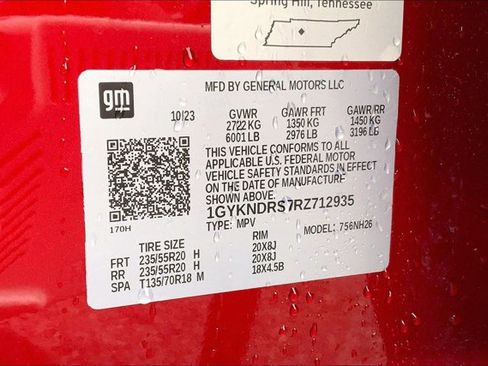 Spring Hill, Tennessee
gm
MFD BY GENERAL MOTORS LLC
10/23 GVWR GAWR FRT GAWR/RR
2722 KG 1350 KG 1450 KG
6001 LB 2976 LB 3196 LB
THIS VEHICLE CONFORMS TO ALL
APPLICABLE U.S. FEDERAL MOTOR
VEHICLE SAFETY STANDARDS IN EFFECT
ON THE DATE OF MANUFACTURE SHOWN ABOVE.
1GYKNDRS7RZ712935
170H
TYPE: MPV MODEL: 756NH26
TIRE SIZE RIM
FRT 235/55R20 H 20X8J
RR 235/55R20 H 20X8J
SPA T135/70R18 M 18X4.5B